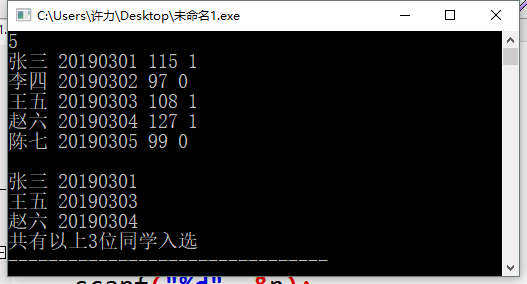 C:\Users\许力\Desktop\未命名1.exe
5
张三 20190301 115 1
李四 20190302 97 0
王五 20190303 108 1
赵六 20190304 127 1
陈七 20190305 99 0
张三 20190301
王五 20190303
赵六 20190304
共有以上3位同学入选
--------------------------------
scanf("%d", &n);